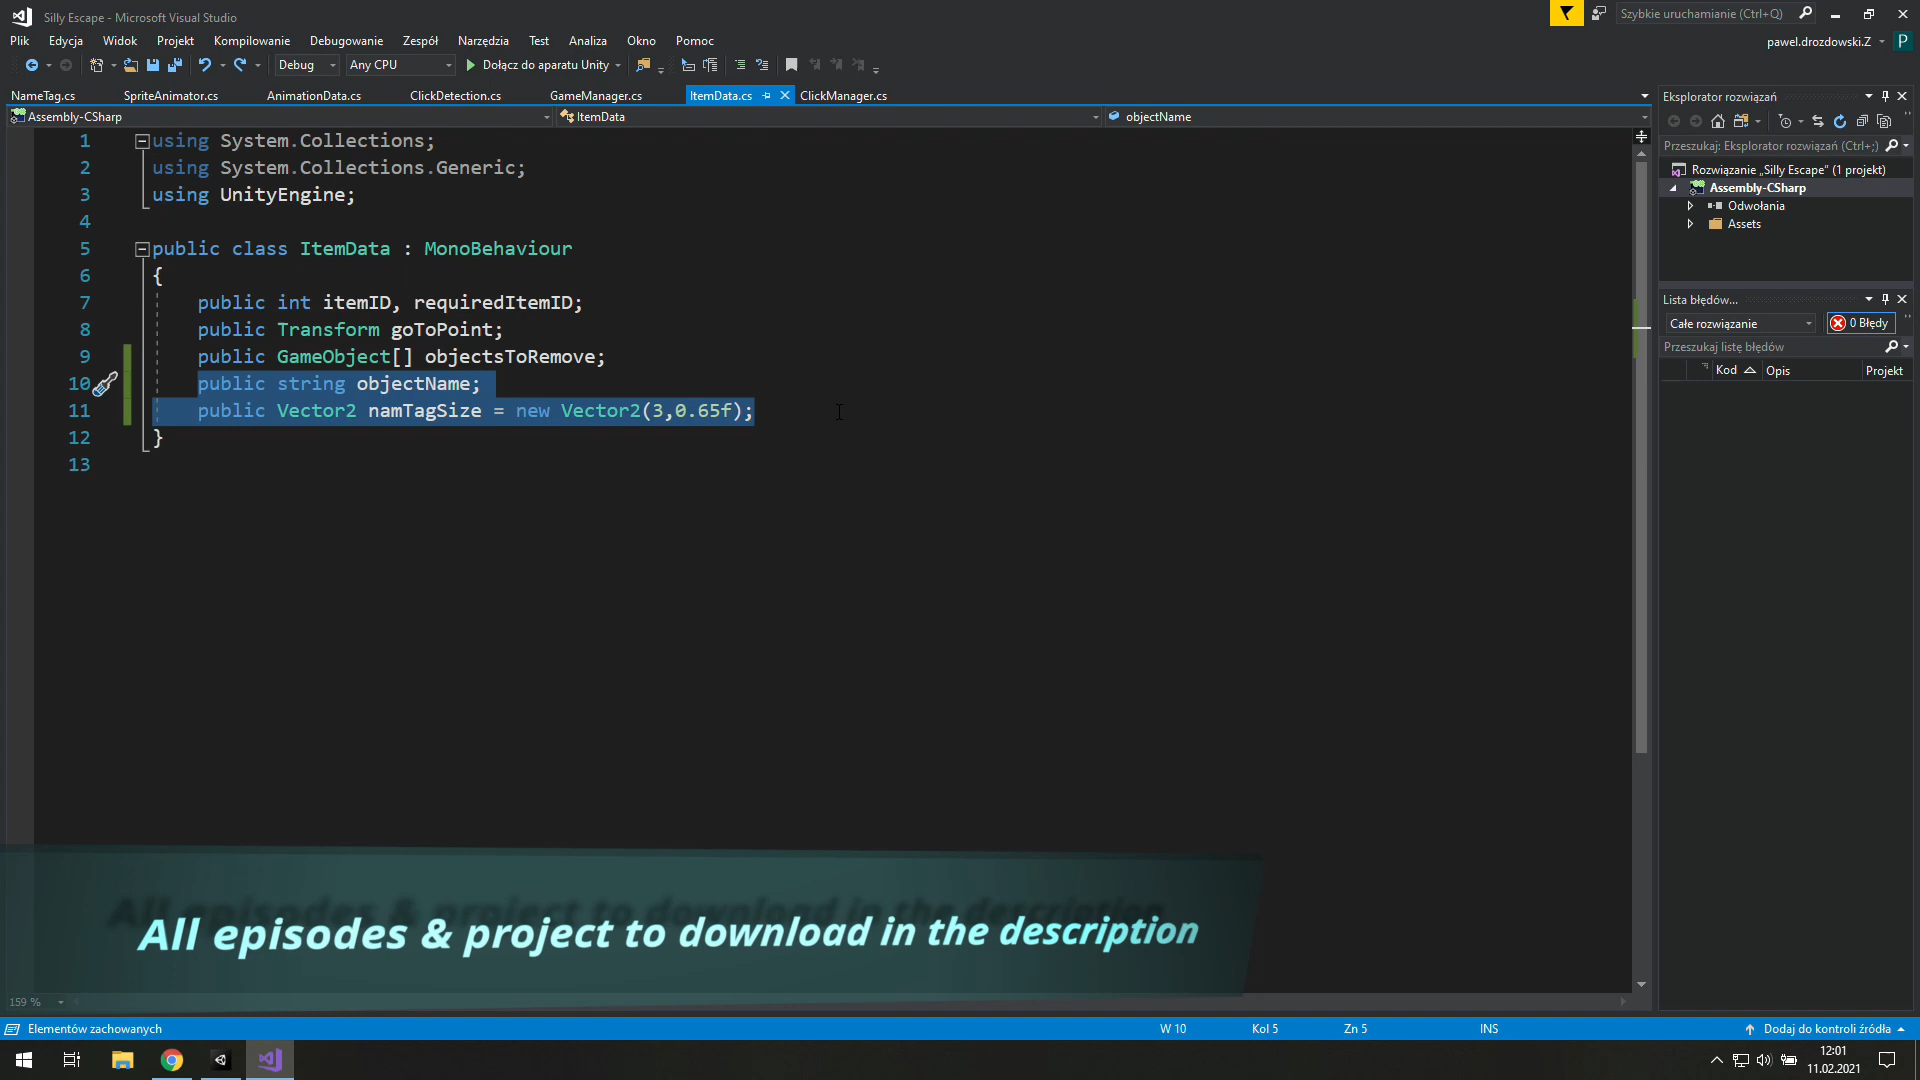 Silly Escape - Microsoft Visual Studio
Szybkie uruchamianie (Ctrl+Q)
Plik Edycja Widok Projekt Kompilowanie Debugowanie Zespół Narzędzia Test Analiza Okno Pomoc
pawel.drozdowski.Z P
Debug Any CPU Dołącz do aparatu Unity
NameTag.cs SpriteAnimator.cs AnimationData.cs ClickDetection.cs GameManager.cs ItemData.cs ClickManager.cs
Assembly-CSharp ItemData objectName
1 using System.Collections;
2 using System.Collections.Generic;
3 using UnityEngine;
4
5 public class ItemData : MonoBehaviour
6 {
7 public int itemID, requiredItemID;
8 public Transform goToPoint;
9 public GameObject[] objectsToRemove;
10 public string objectName;
11 public Vector2 namTagSize = new Vector2(3,0.65f);
12 }
13
Eksplorator rozwiązań
Przeszukaj: Eksplorator rozwiązań (Ctrl+;)
Rozwiązanie „Silly Escape” (1 projekt)
Assembly-CSharp
Odwołania
Assets
Lista błędów...
Całe rozwiązanie 0 Błędy
Przeszukaj listę błędów
Kod Opis Projekt
All episodes & project to download in the description
159 %
Elementów zachowanych W 10 Kol 5 Zn 5 INS Dodaj do kontroli źródła
12:01
11.02.2021